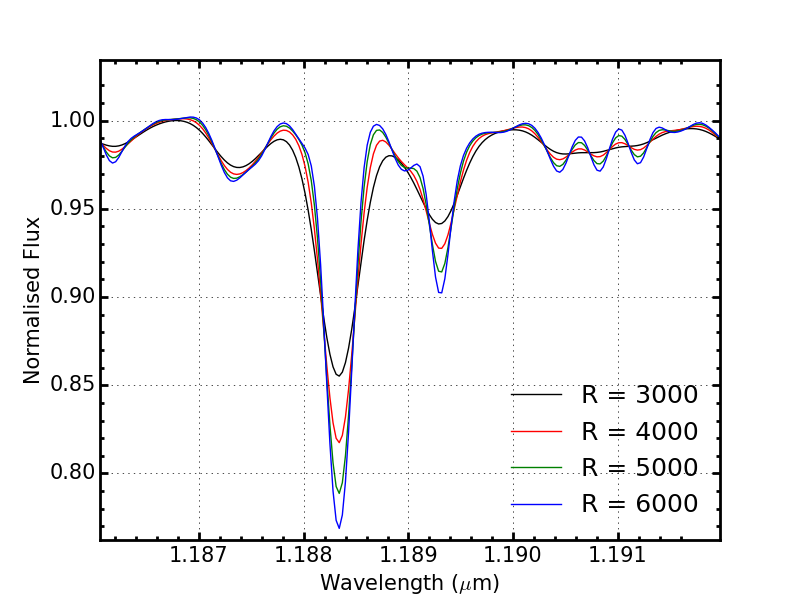 1.00
0.95
0.90
0.85
0.80
Normalised Flux
R = 3000
R = 4000
R = 5000
R = 6000
1.187 1.188 1.189 1.190 1.191
Wavelength (μm)